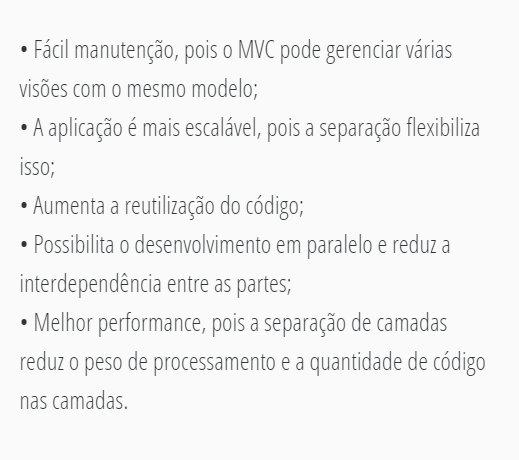 • Fácil manutenção, pois o MVC pode gerenciar várias
visões com o mesmo modelo;
• A aplicação é mais escalável, pois a separação flexibiliza
isso;
• Aumenta a reutilização do código;
• Possibilita o desenvolvimento em paralelo e reduz a
interdependência entre as partes;
• Melhor performance, pois a separação de camadas
reduz o peso de processamento e a quantidade de código
nas camadas.